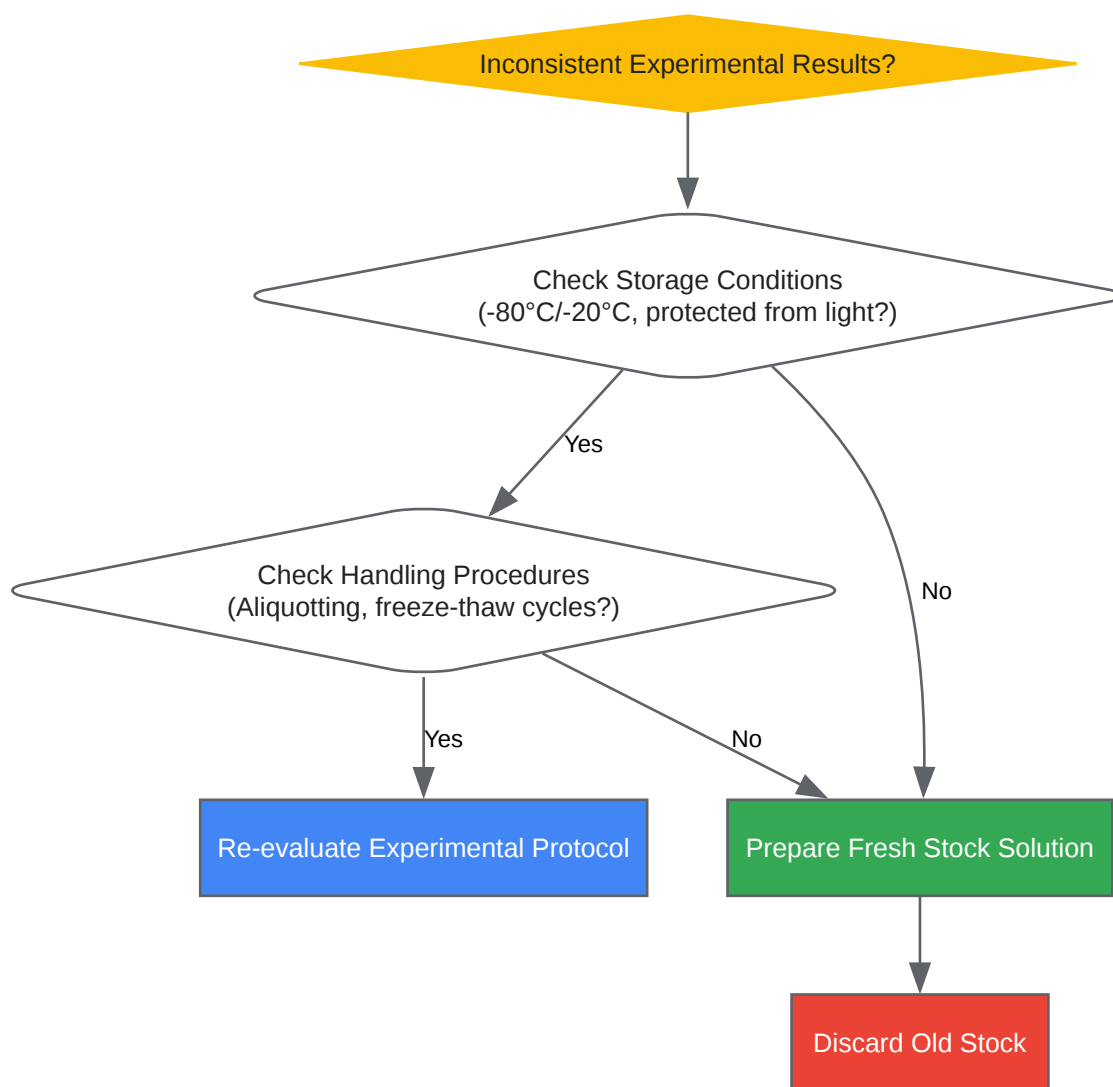 Inconsistent Experimental Results?
Check Storage Conditions
(-80°C/-20°C, protected from light?)
Yes
Check Handling Procedures
(Aliquotting, freeze-thaw cycles?)
No
Yes
No
Re-evaluate Experimental Protocol
Prepare Fresh Stock Solution
Discard Old Stock